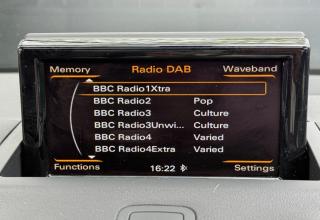 Memory Radio DAB Waveband
BBC Radio1Xtra
BBC Radio2 Pop
BBC Radio3 Culture
BBC Radio3Unwi... Culture
BBC Radio4 Varied
BBC Radio4Extra Varied
Functions 16:22 Settings